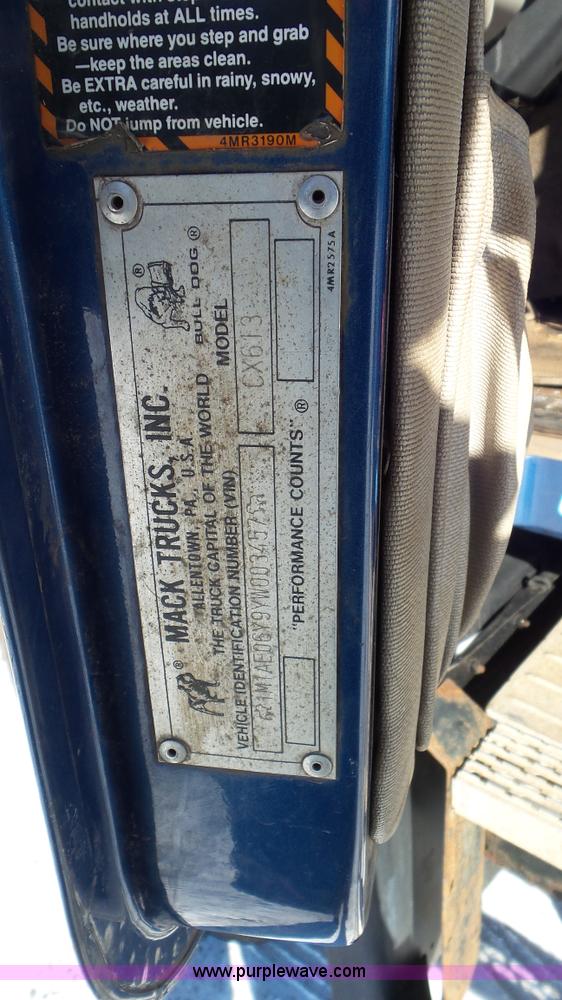 handholds at ALL times.
Be sure where you step and grab
—keep the areas clean.
Be EXTRA careful in rainy, snowy,
etc., weather.
Do NOT jump from vehicle.
4MR3190M
MACK TRUCKS, INC.
ALLENTOWN, PA., U.S.A.
THE TRUCK CAPITAL OF THE WORLD
BULL DOG ®
VEHICLE IDENTIFICATION NUMBER (VIN)
MODEL
CX613
"PERFORMANCE COUNTS" ®
4MR2575A
www.purplewave.com